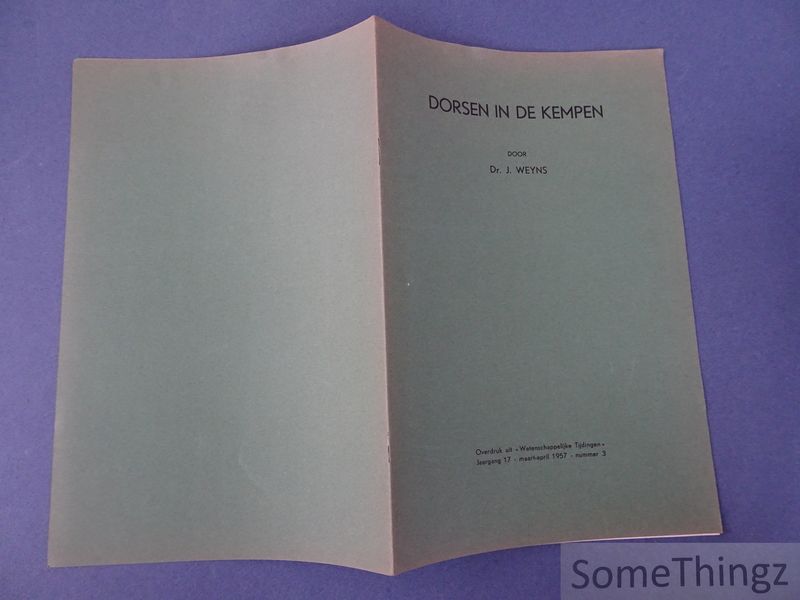 DORSEN IN DE KEMPEN
DOOR
Dr. J. WEYNS
Overdruk uit « Wetenschappelijke Tijdingen »
Jaargang 17 - maart-april 1957 - nummer 3
SomeThingz